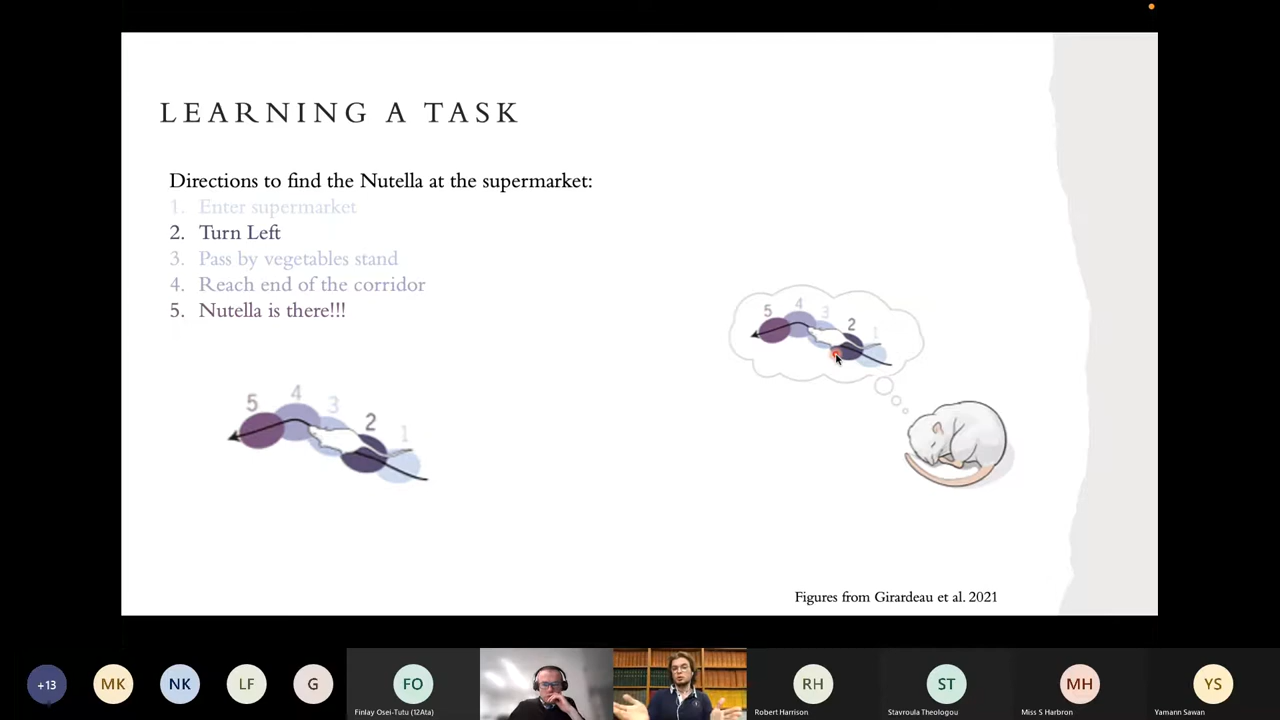 LEARNING A TASK
Directions to find the Nutella at the supermarket:
1. Enter supermarket
2. Turn Left
3. Pass by vegetables stand
4. Reach end of the corridor
5. Nutella is there!!!
5 4 3 2 1
5 4 3 2 1
Figures from Girardeau et al. 2021
+13
MK
NK
LF
G
FO
Finlay Osei-Tutu (12Ata)
RH
Robert Harrison
ST
Stavroula Theologou
MH
Miss S Harbron
YS
Yamann Sawan